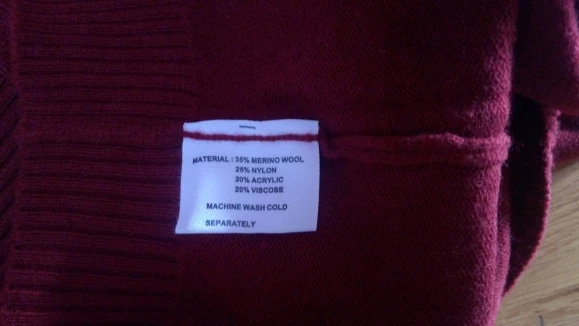 MATERIAL : 35% MERINO WOOL
25% NYLON
20% ACRYLIC
20% VISCOSE
MACHINE WASH COLD
SEPARATELY